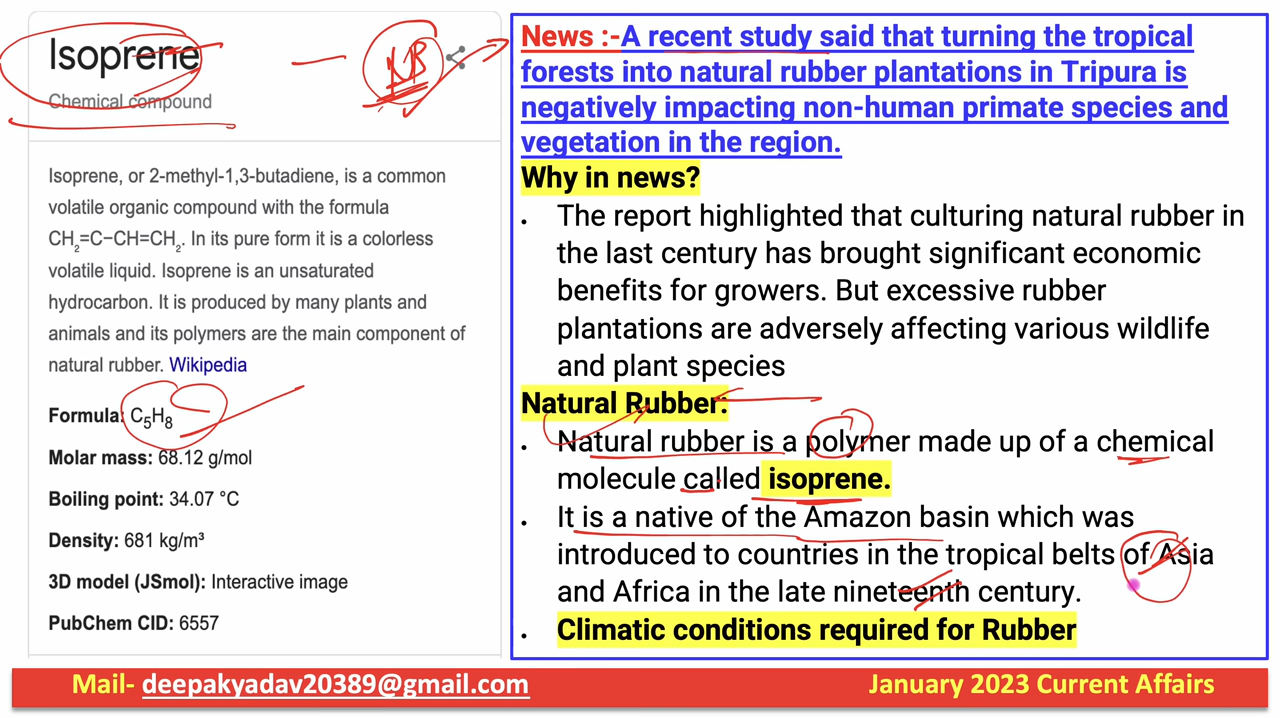 Isoprene
Chemical compound
NB
Isoprene, or 2-methyl-1,3-butadiene, is a common
volatile organic compound with the formula
CH₂=C−CH=CH₂. In its pure form it is a colorless
volatile liquid. Isoprene is an unsaturated
hydrocarbon. It is produced by many plants and
animals and its polymers are the main component of
natural rubber. Wikipedia
Formula: C₅H₈
Molar mass: 68.12 g/mol
Boiling point: 34.07 °C
Density: 681 kg/m³
3D model (JSmol): Interactive image
PubChem CID: 6557
News :-A recent study said that turning the tropical
forests into natural rubber plantations in Tripura is
negatively impacting non-human primate species and
vegetation in the region.
Why in news?
• The report highlighted that culturing natural rubber in
the last century has brought significant economic
benefits for growers. But excessive rubber
plantations are adversely affecting various wildlife
and plant species
Natural Rubber:
• Natural rubber is a polymer made up of a chemical
molecule called isoprene.
• It is a native of the Amazon basin which was
introduced to countries in the tropical belts of Asia
and Africa in the late nineteenth century.
• Climatic conditions required for Rubber
Mail- deepakyadav20389@gmail.com
January 2023 Current Affairs